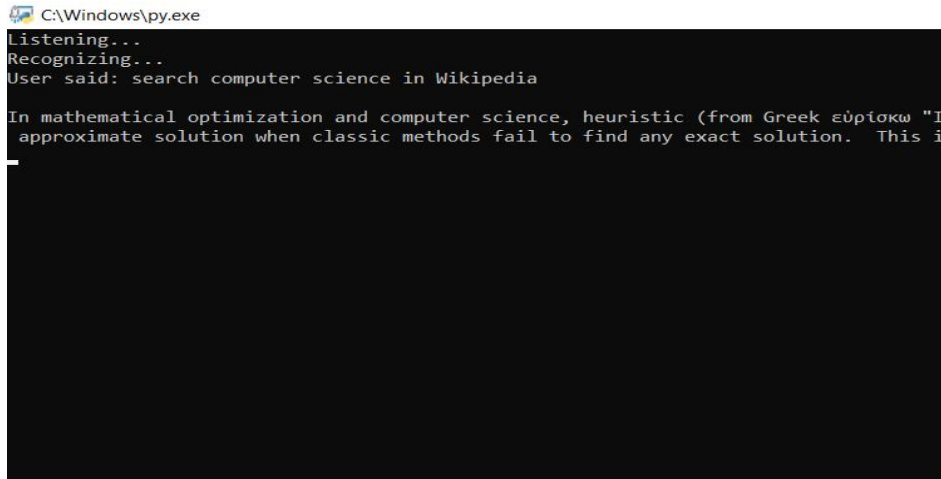 C:\Windows\py.exe
Listening...
Recognizing...
User said: search computer science in Wikipedia
In mathematical optimization and computer science, heuristic (from Greek εὑρίσκω "I
approximate solution when classic methods fail to find any exact solution.  This i